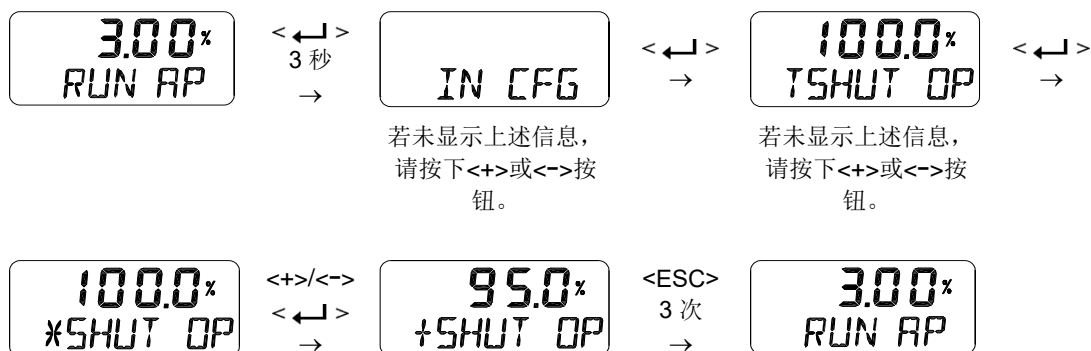 3.00%
RUN AP
<↵>
3 秒
→
IN CFG
若未显示上述信息，
请按下<+>或<->按
钮。
<↵>
→
100.0%
TSHUT OP
若未显示上述信息，
请按下<+>或<->按
钮。
<↵>
→
100.0%
*SHUT OP
<+>/<->
<↵>
→
95.0%
+SHUT OP
<ESC>
3 次
→
3.00%
RUN AP